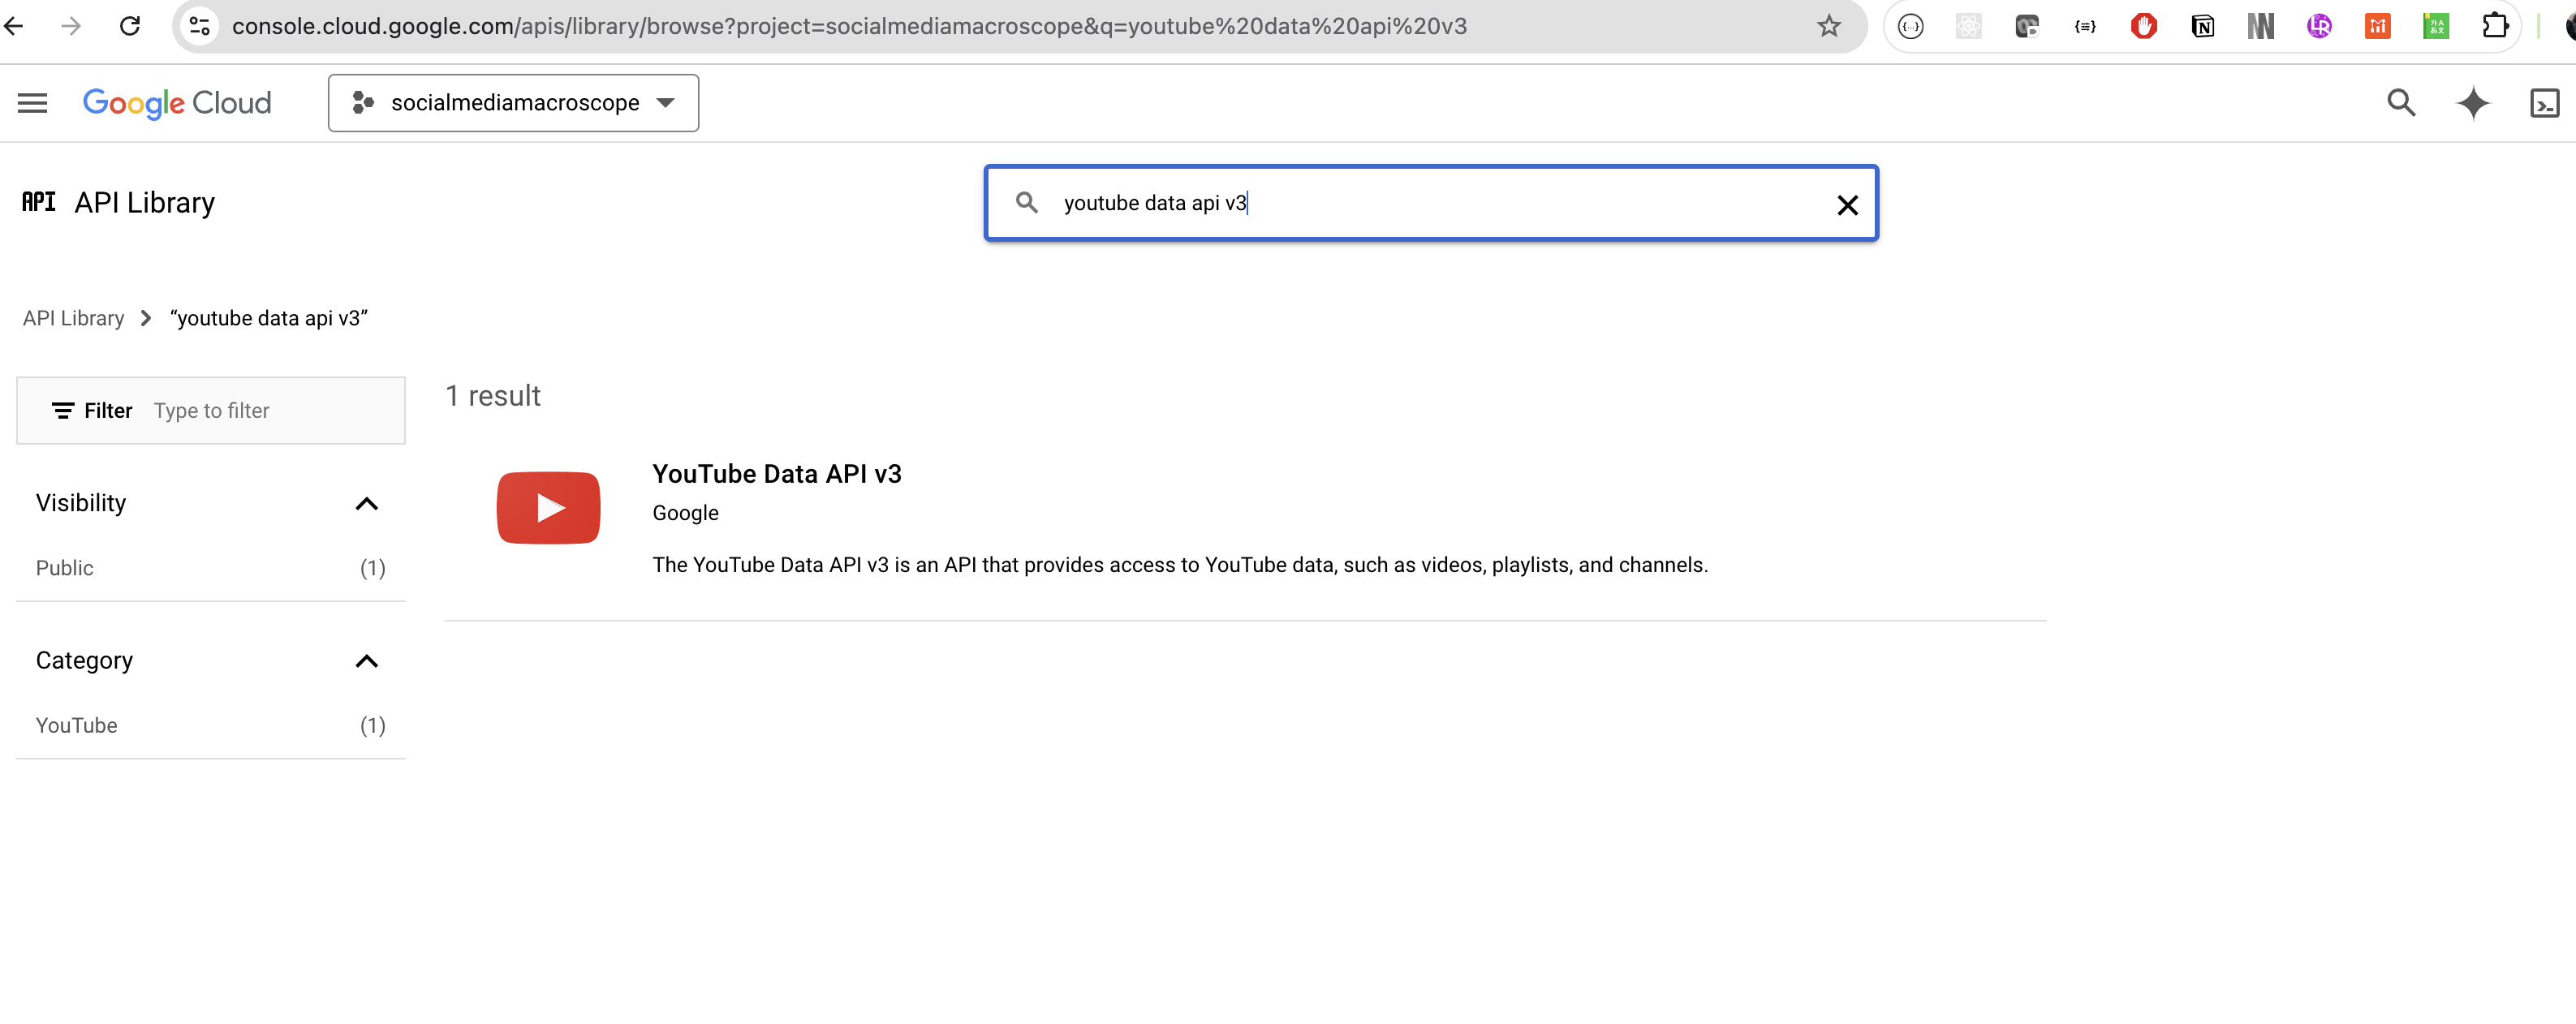 console.cloud.google.com/apis/library/browse?project=socialmediamacroscope&q=youtube%20data%20api%20v3
Google Cloud
socialmediamacroscope
API API Library
youtube data api v3
API Library
“youtube data api v3”
Filter Type to filter
1 result
Visibility
Public (1)
Category
YouTube (1)
YouTube Data API v3
Google
The YouTube Data API v3 is an API that provides access to YouTube data, such as videos, playlists, and channels.